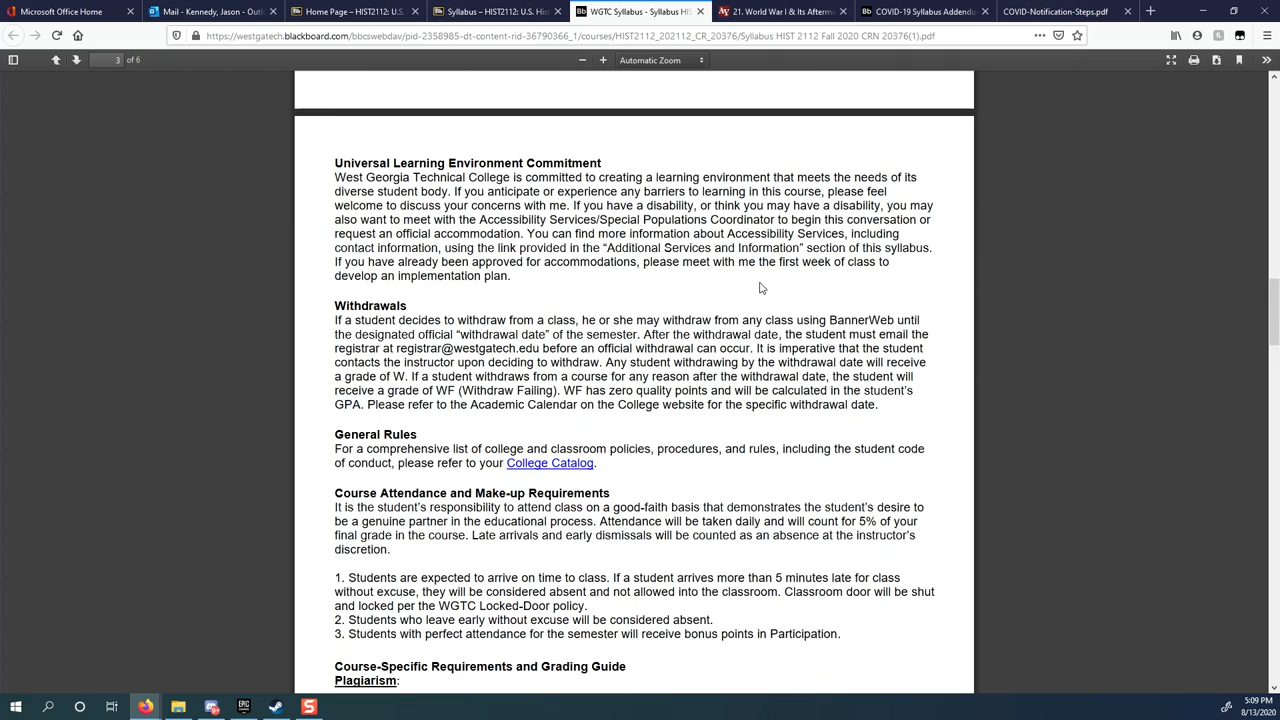 Microsoft Office Home
Mail - Kennedy, Jason - Outl
Home Page – HIST2112: U.S.
Syllabus – HIST2112: U.S. Hist
WGTC Syllabus - Syllabus HIS
21. World War I & Its Afterma
COVID-19 Syllabus Addendu
COVID-Notification-Steps.pdf
https://westgatech.blackboard.com/bbcswebdav/pid-2358985-dt-content-rid-36790366_1/courses/HIST2112_202112_CR_20376/Syllabus HIST 2112 Fall 2020 CRN 20376(1).pdf
3 of 6
Automatic Zoom
Universal Learning Environment Commitment
West Georgia Technical College is committed to creating a learning environment that meets the needs of its
diverse student body. If you anticipate or experience any barriers to learning in this course, please feel
welcome to discuss your concerns with me. If you have a disability, or think you may have a disability, you may
also want to meet with the Accessibility Services/Special Populations Coordinator to begin this conversation or
request an official accommodation. You can find more information about Accessibility Services, including
contact information, using the link provided in the “Additional Services and Information” section of this syllabus.
If you have already been approved for accommodations, please meet with me the first week of class to
develop an implementation plan.
Withdrawals
If a student decides to withdraw from a class, he or she may withdraw from any class using BannerWeb until
the designated official “withdrawal date” of the semester. After the withdrawal date, the student must email the
registrar at registrar@westgatech.edu before an official withdrawal can occur. It is imperative that the student
contacts the instructor upon deciding to withdraw. Any student withdrawing by the withdrawal date will receive
a grade of W. If a student withdraws from a course for any reason after the withdrawal date, the student will
receive a grade of WF (Withdraw Failing). WF has zero quality points and will be calculated in the student’s
GPA. Please refer to the Academic Calendar on the College website for the specific withdrawal date.
General Rules
For a comprehensive list of college and classroom policies, procedures, and rules, including the student code
of conduct, please refer to your College Catalog.
Course Attendance and Make-up Requirements
It is the student’s responsibility to attend class on a good-faith basis that demonstrates the student’s desire to
be a genuine partner in the educational process. Attendance will be taken daily and will count for 5% of your
final grade in the course. Late arrivals and early dismissals will be counted as an absence at the instructor’s
discretion.
1. Students are expected to arrive on time to class. If a student arrives more than 5 minutes late for class
without excuse, they will be considered absent and not allowed into the classroom. Classroom door will be shut
and locked per the WGTC Locked-Door policy.
2. Students who leave early without excuse will be considered absent.
3. Students with perfect attendance for the semester will receive bonus points in Participation.
Course-Specific Requirements and Grading Guide
Plagiarism:
5:09 PM
8/13/2020